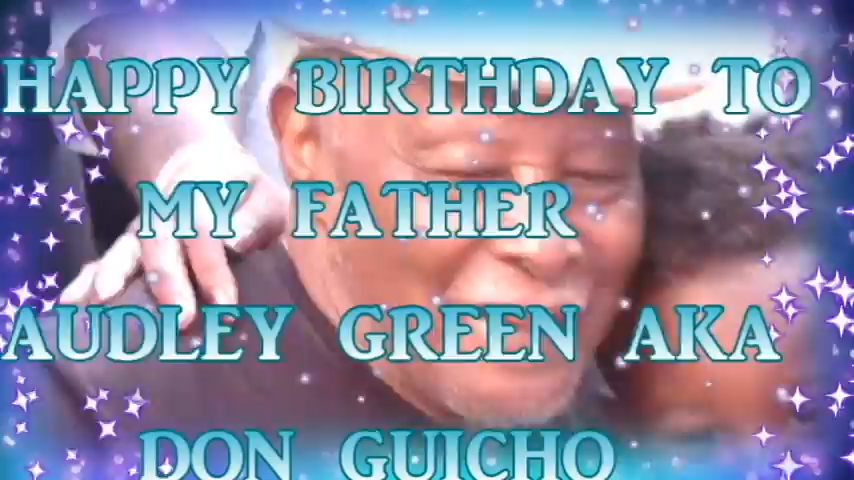 HAPPY BIRTHDAY TO
MY FATHER
AUDLEY GREEN AKA
DON GUICHO